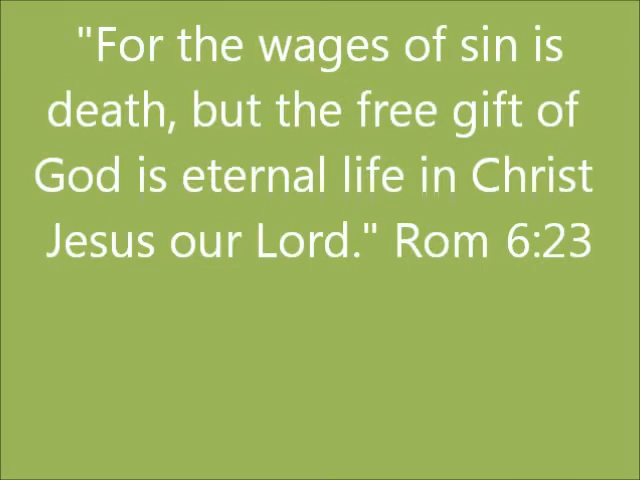 "For the wages of sin is
death, but the free gift of
God is eternal life in Christ
Jesus our Lord." Rom 6:23